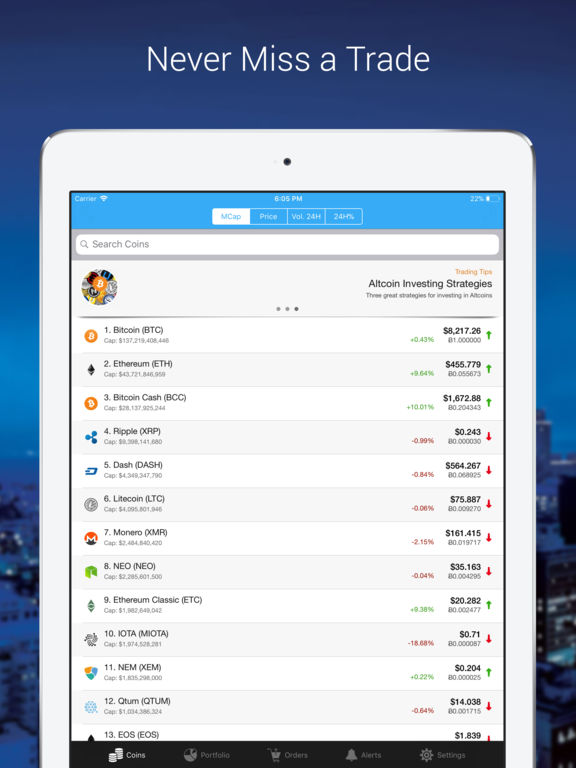 Never Miss a Trade
Carrier 6:05 PM 22%
MCap Price Vol. 24H 24H%
Search Coins
Trading Tips
Altcoin Investing Strategies
Three great strategies for investing in Altcoins
1. Bitcoin (BTC) $8,217.26
Cap: $137,219,408,446 +0.43% Ƀ1.000000
2. Ethereum (ETH) $455.779
Cap: $43,721,846,959 +9.64% Ƀ0.055673
3. Bitcoin Cash (BCC) $1,672.88
Cap: $28,137,925,244 +10.01% Ƀ0.204343
4. Ripple (XRP) $0.243
Cap: $9,398,141,680 -0.99% Ƀ0.000030
5. Dash (DASH) $564.267
Cap: $4,349,347,790 -0.84% Ƀ0.068925
6. Litecoin (LTC) $75.887
Cap: $4,095,801,946 -0.06% Ƀ0.009270
7. Monero (XMR) $161.415
Cap: $2,484,840,420 -2.15% Ƀ0.019717
8. NEO (NEO) $35.163
Cap: $2,285,601,500 -0.04% Ƀ0.004295
9. Ethereum Classic (ETC) $20.282
Cap: $1,982,649,042 +9.38% Ƀ0.002477
10. IOTA (MIOTA) $0.71
Cap: $1,974,528,281 -18.68% Ƀ0.000087
11. NEM (XEM) $0.204
Cap: $1,835,298,000 +0.22% Ƀ0.000025
12. Qtum (QTUM) $14.038
Cap: $1,034,386,324 -0.64% Ƀ0.001715
13. EOS (EOS) $1.839
Coins Portfolio Orders Alerts Settings